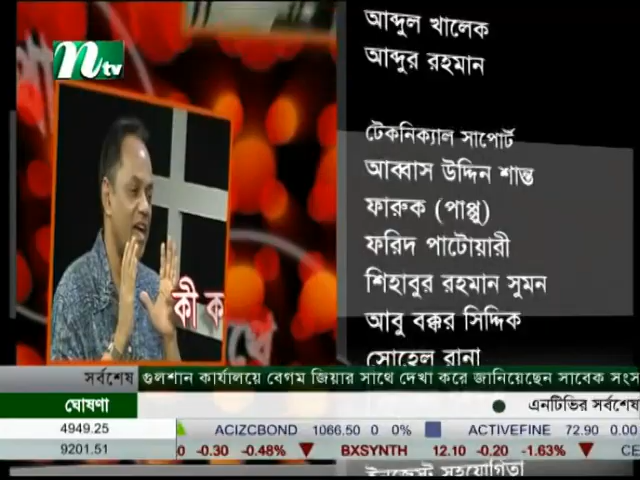 Ntv
আব্দুল খালেক
আব্দুর রহমান
টেকনিক্যাল সাপোর্ট
আব্বাস উদ্দিন শান্ত
ফারুক (পাপ্পু)
ফরিদ পাটোয়ারী
শিহাবুর রহমান সুমন
আবু বক্কর সিদ্দিক
সোহেল রানা
কী ক
সর্বশেষ গুলশান কার্যালয়ে বেগম জিয়ার সাথে দেখা করে জানিয়েছেন সাবেক সংস
ঘোষণা এনটিভির সর্বশেষ
4949.25 ACIZCBOND 1066.50 0 0% ACTIVEFINE 72.90 0.00
9201.51 0 -0.30 -0.48% BXSYNTH 12.10 -0.20 -1.63% CE